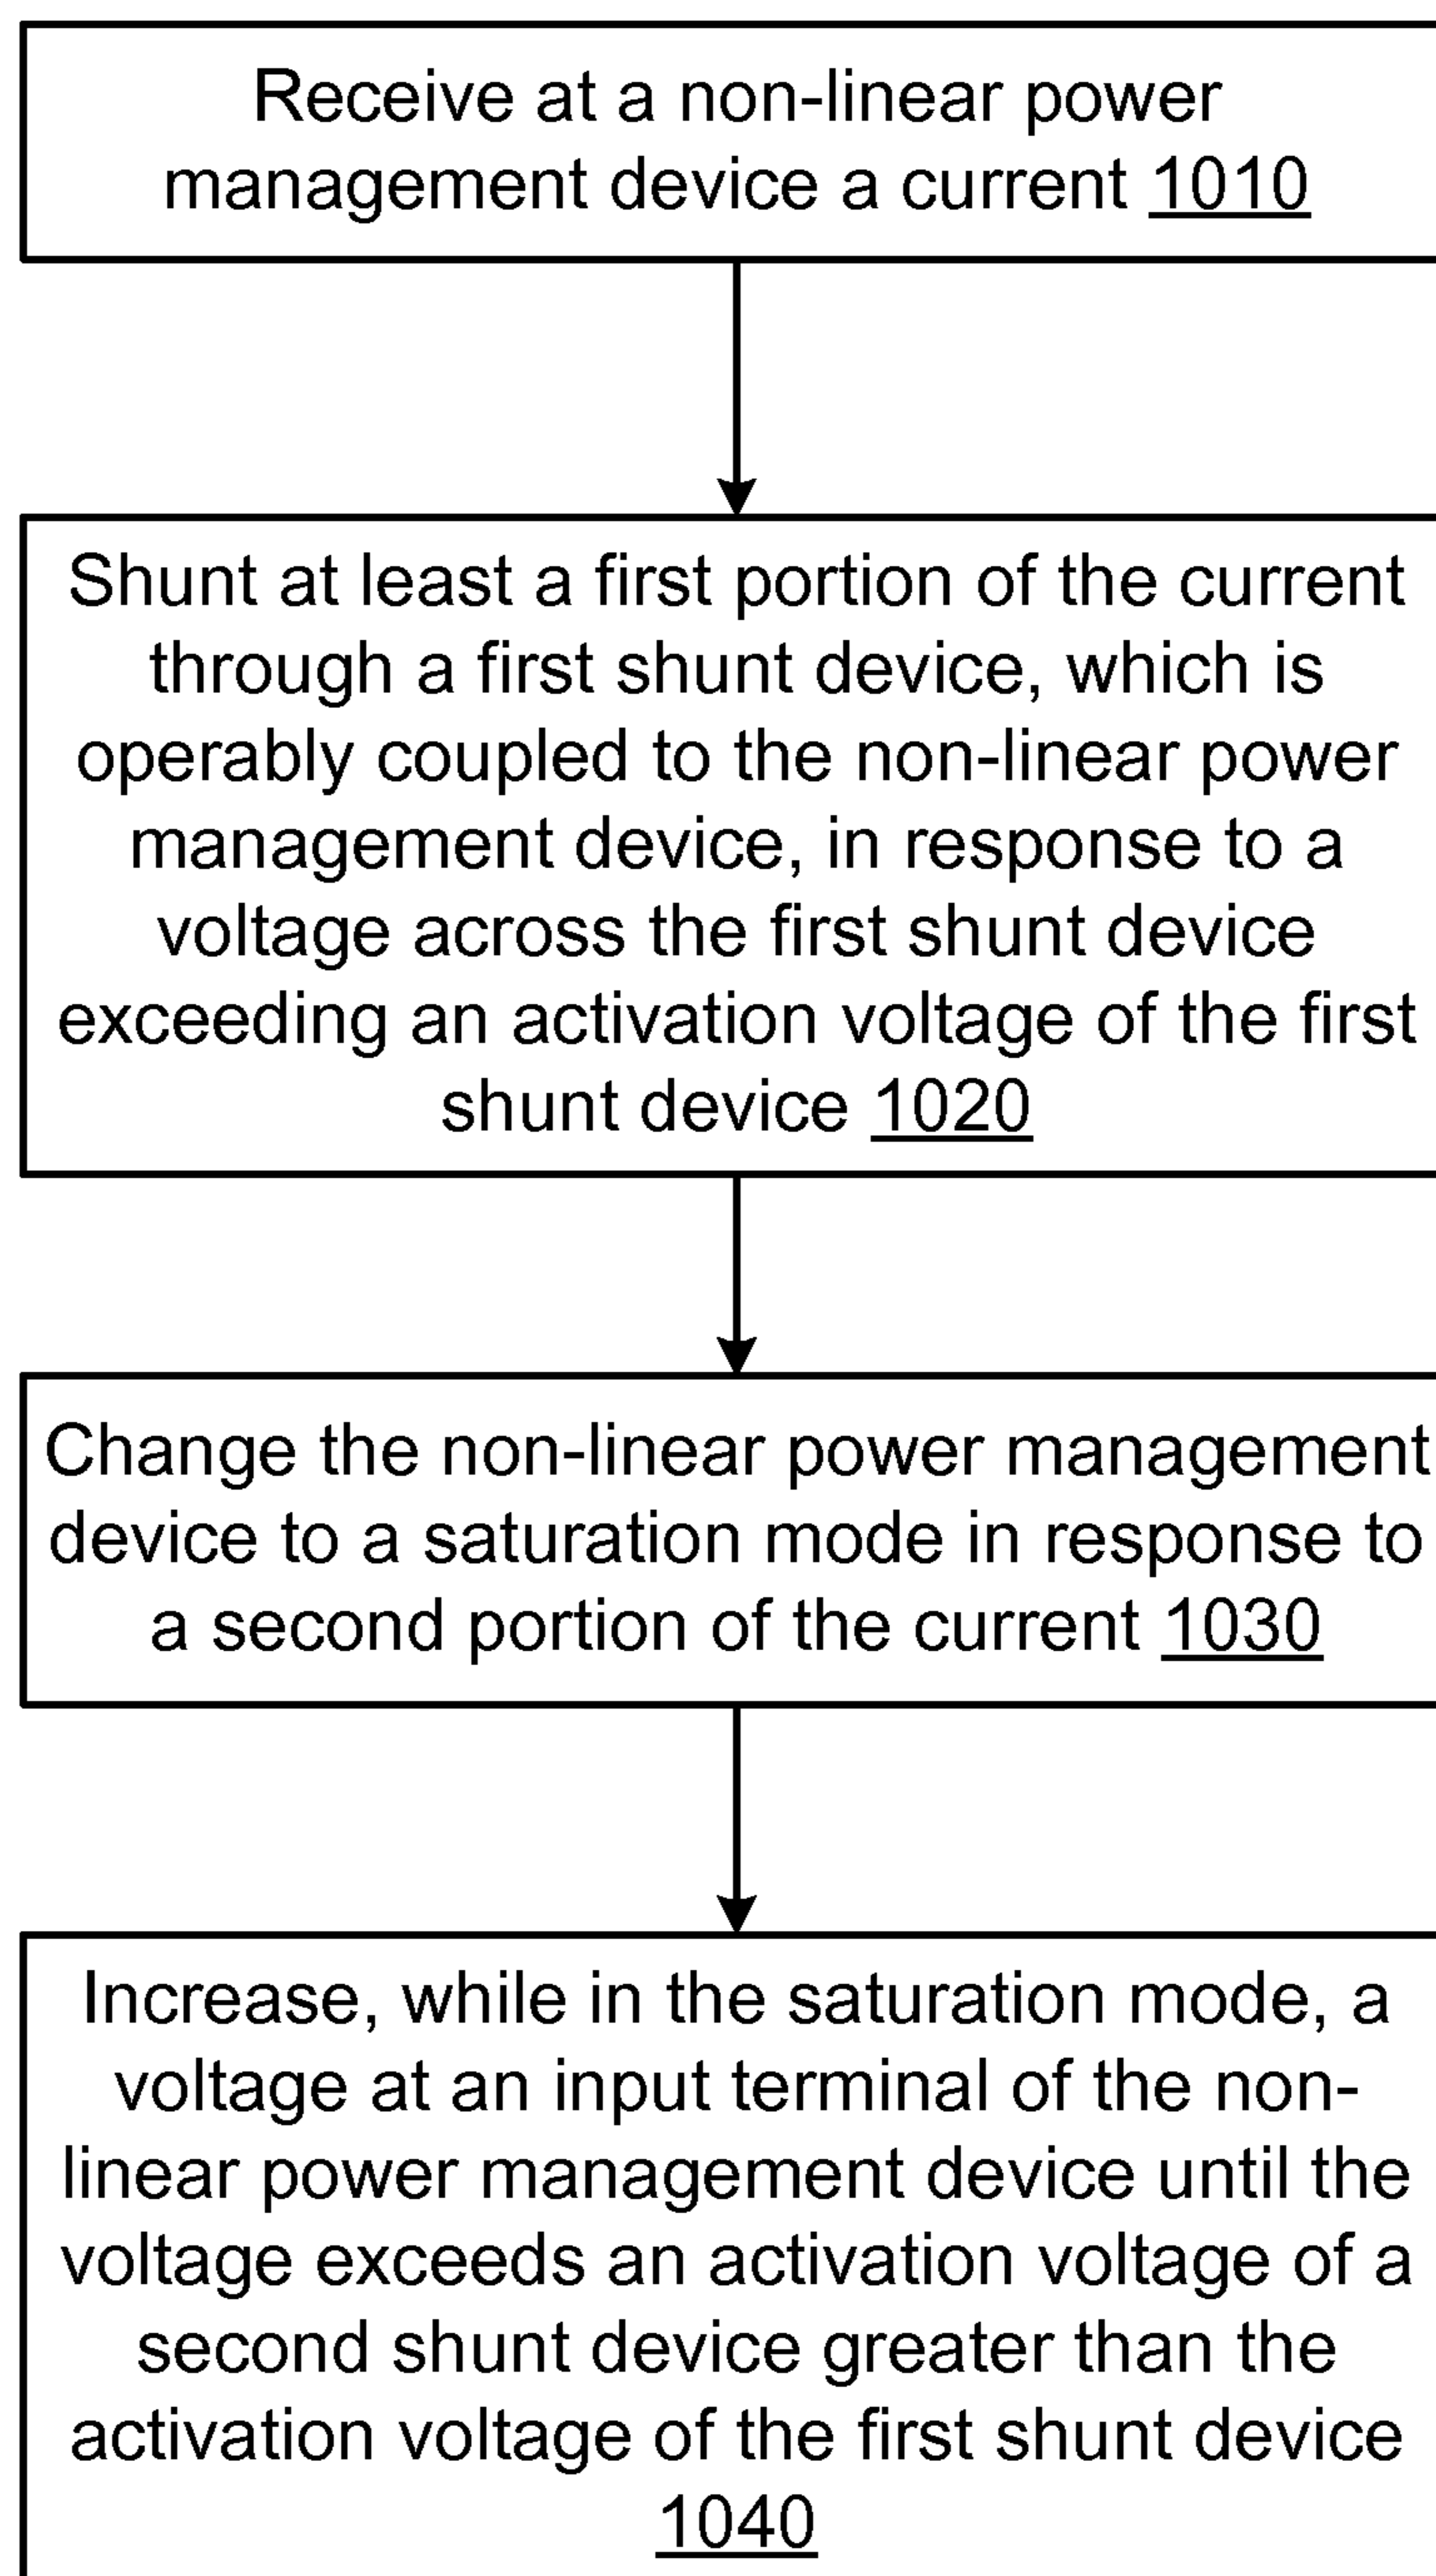 Receive at a non-linear power
management device a current 1010
Shunt at least a first portion of the current
through a first shunt device, which is
operably coupled to the non-linear power
management device, in response to a
voltage across the first shunt device
exceeding an activation voltage of the first
shunt device 1020
Change the non-linear power management
device to a saturation mode in response to
a second portion of the current 1030
Increase, while in the saturation mode, a
voltage at an input terminal of the non-
linear power management device until the
voltage exceeds an activation voltage of a
second shunt device greater than the
activation voltage of the first shunt device
1040